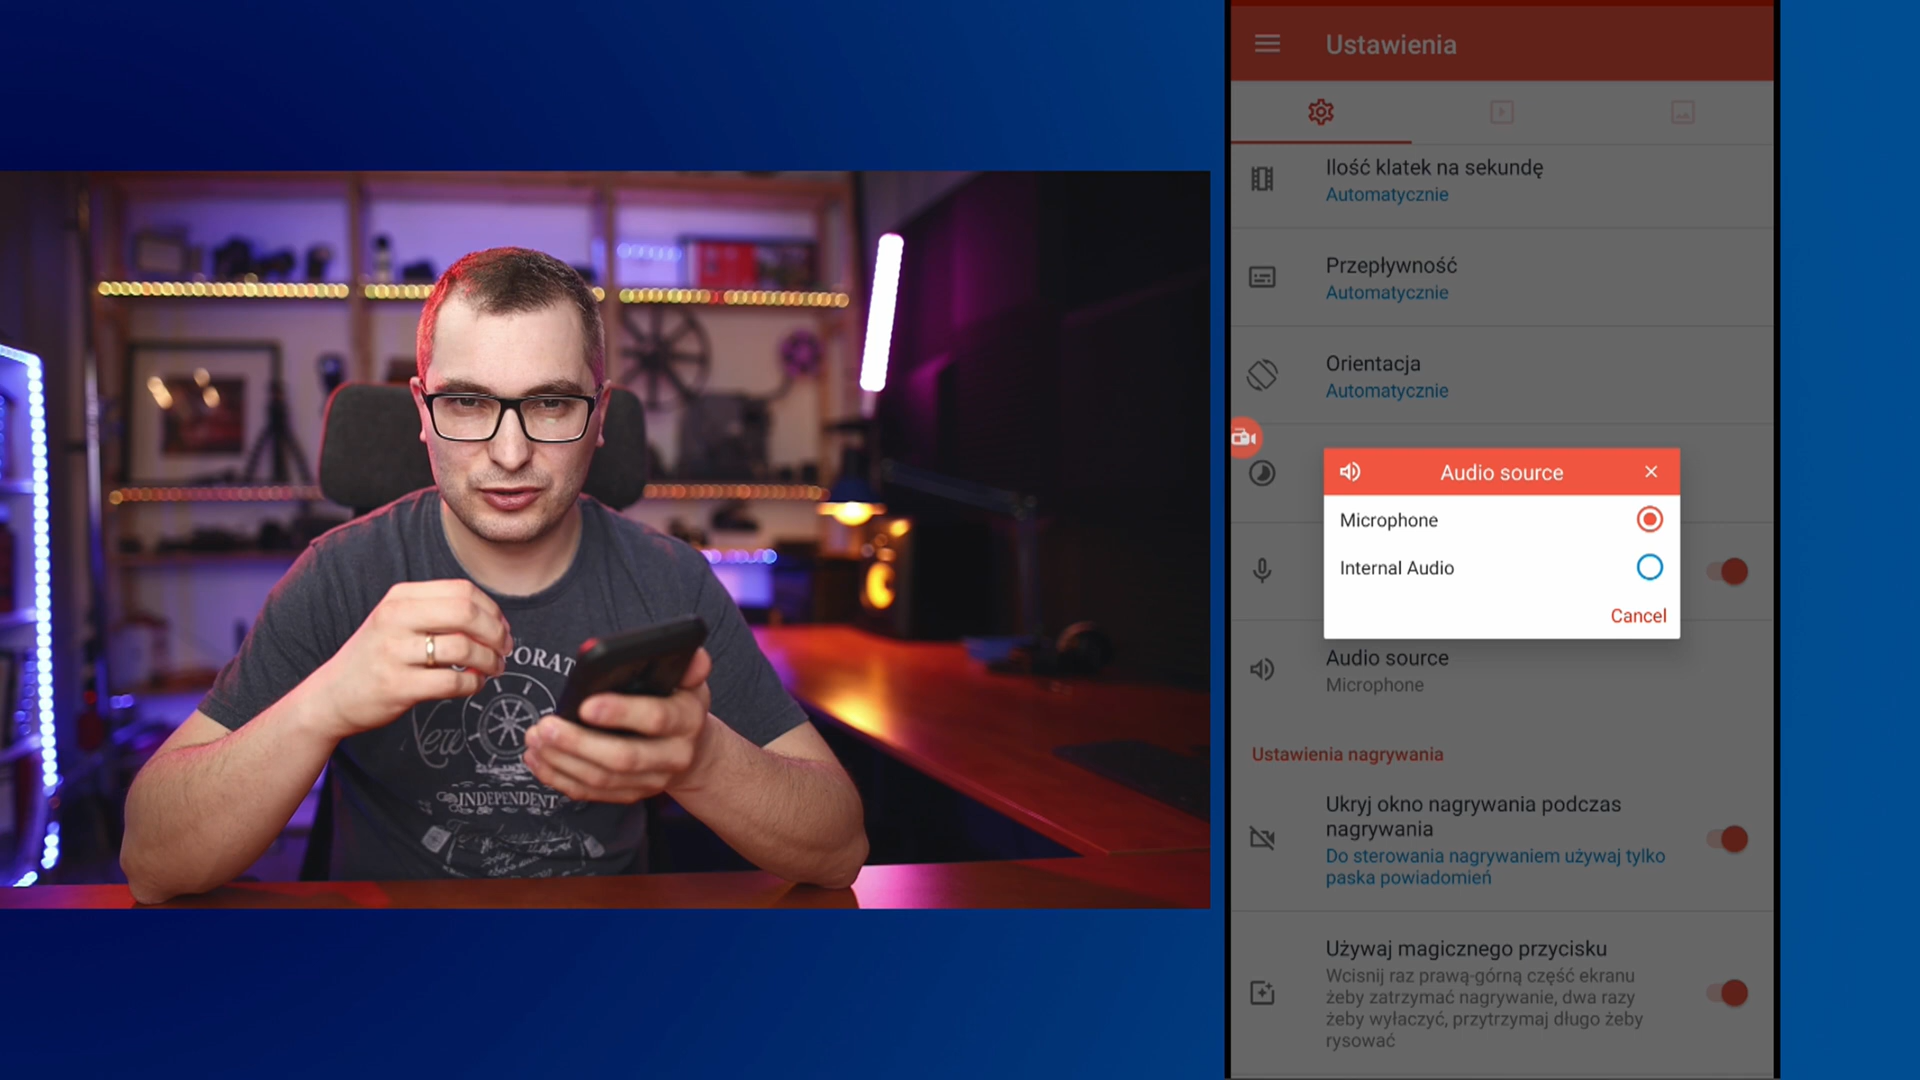 Ustawienia
Ilość klatek na sekundę
Automatycznie
Przepływność
Automatycznie
Orientacja
Automatycznie
Audio source
Microphone
Internal Audio
Cancel
Audio source
Microphone
Ustawienia nagrywania
Ukryj okno nagrywania podczas
nagrywania
Do sterowania nagrywaniem używaj tylko
paska powiadomień
Używaj magicznego przycisku
Wcisnij raz prawą-górną część ekranu
żeby zatrzymać nagrywanie, dwa razy
żeby wyłaczyć, przytrzymaj długo żeby
rysować
INDEPENDENT